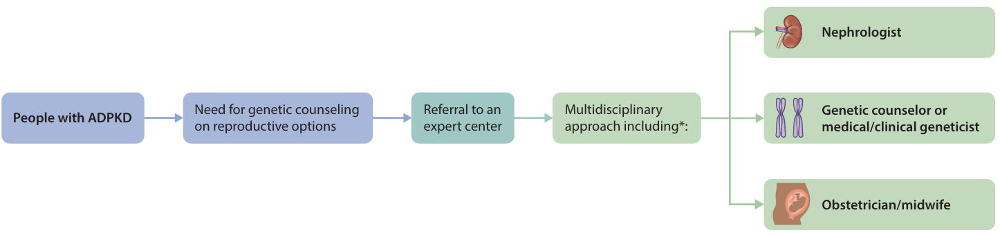 People with ADPKD
Need for genetic counseling
on reproductive options
Referral to an
expert center
Multidisciplinary
approach including*:
Nephrologist
Genetic counselor or
medical/clinical geneticist
Obstetrician/midwife